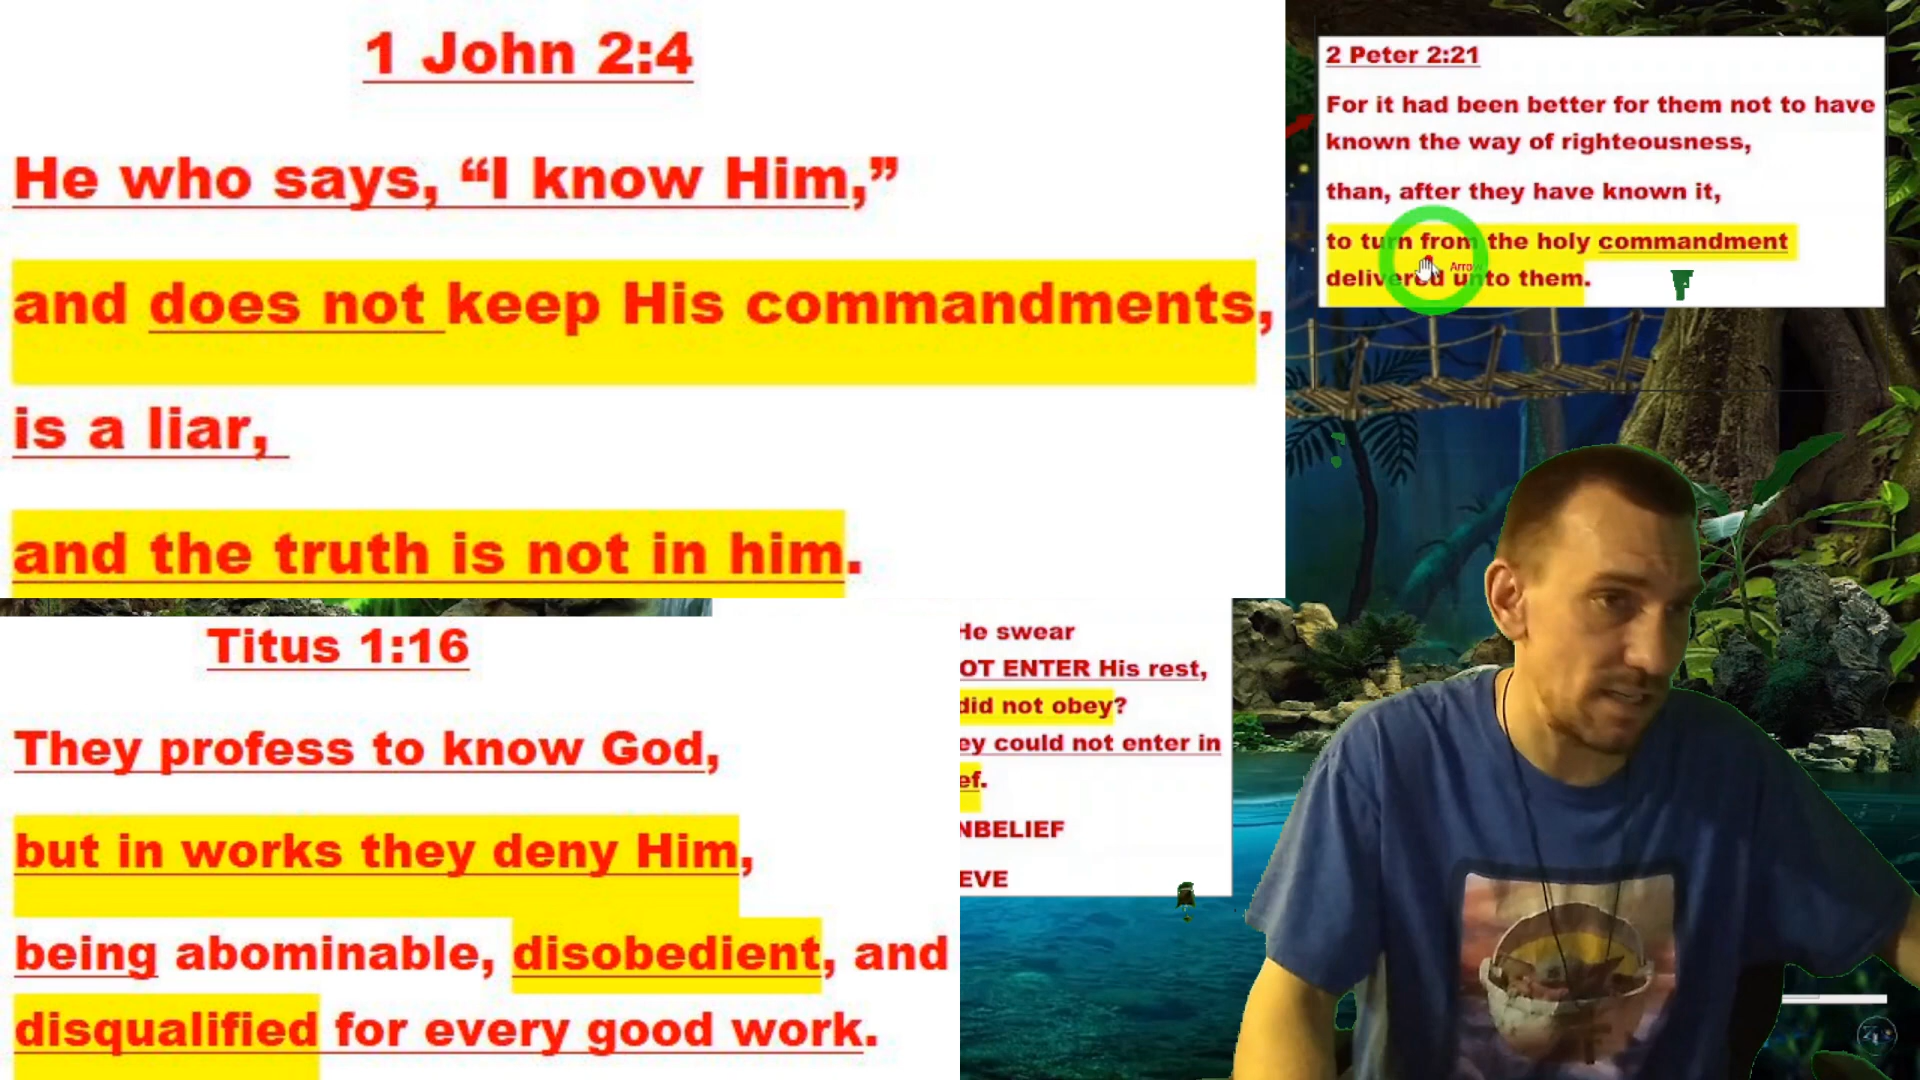 1 John 2:4
He who says, “I know Him,”
and does not keep His commandments,
is a liar,
and the truth is not in him.
2 Peter 2:21
For it had been better for them not to have
known the way of righteousness,
than, after they have known it,
to turn from the holy commandment
delivered unto them.
Arrow
Titus 1:16
They profess to know God,
but in works they deny Him,
being abominable, disobedient, and
disqualified for every good work.
He swear
OT ENTER His rest,
did not obey?
ey could not enter in
ef.
NBELIEF
EVE